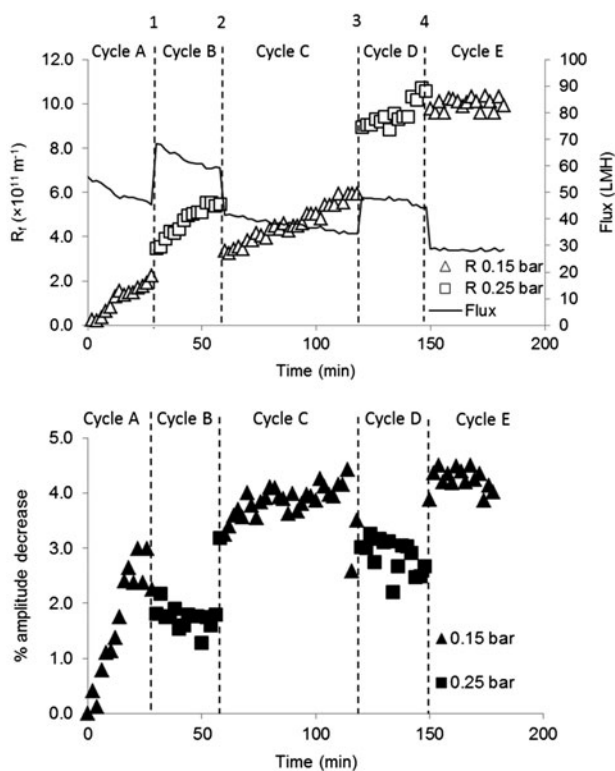 1 2 3 4
Cycle A Cycle B Cycle C Cycle D Cycle E
12.0 100
90
10.0 80
70
8.0
60
6.0 50
40
4.0
30
2.0 20
10
0.0 0
R_f (×10¹¹ m⁻¹)
Flux (LMH)
R 0.15 bar
R 0.25 bar
Flux
0 50 100 150 200
Time (min)
Cycle A Cycle B Cycle C Cycle D Cycle E
5.0
4.0
3.0
2.0
1.0
0.0
% amplitude decrease
0.15 bar
0.25 bar
0 50 100 150 200
Time (min)